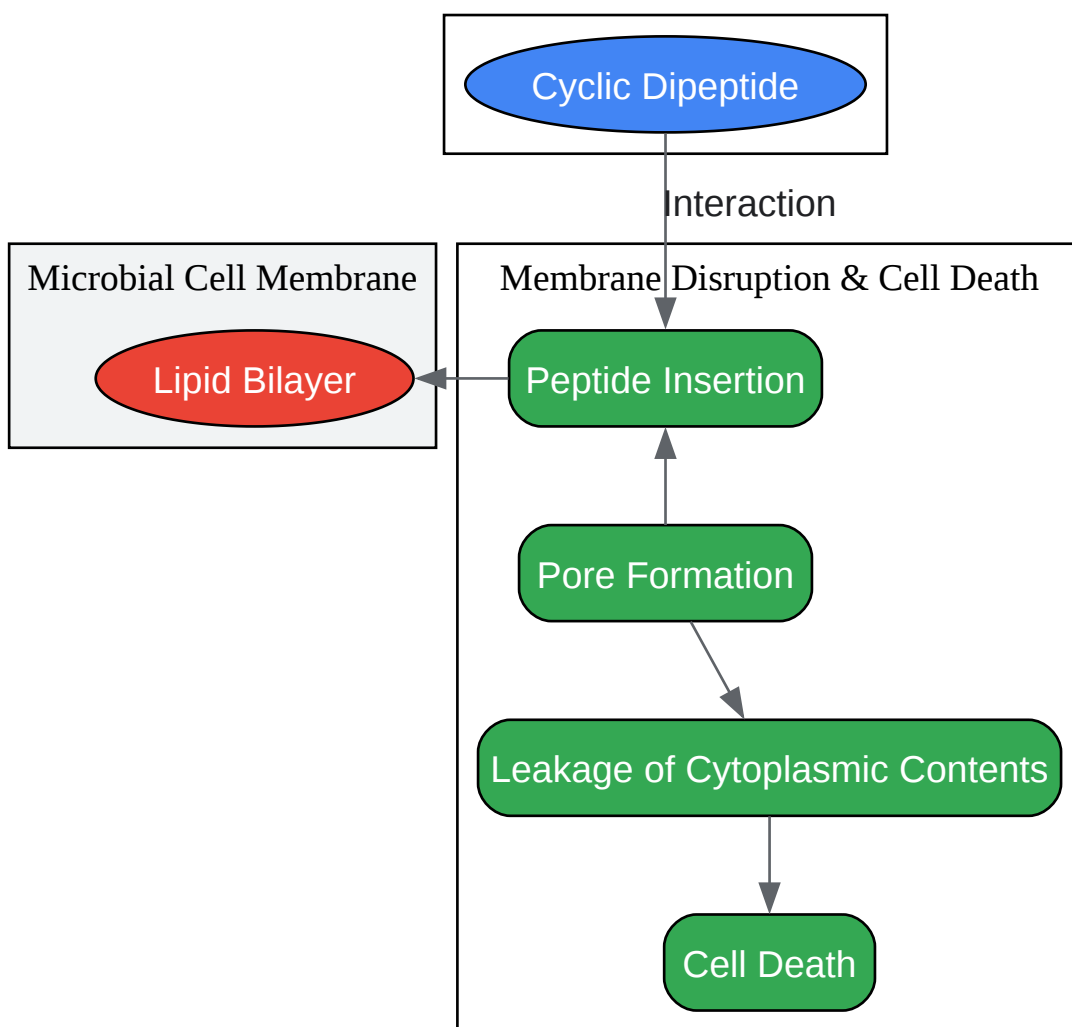 Cyclic Dipeptide
Interaction
Microbial Cell Membrane
Membrane Disruption & Cell Death
Lipid Bilayer
Peptide Insertion
Pore Formation
Leakage of Cytoplasmic Contents
Cell Death